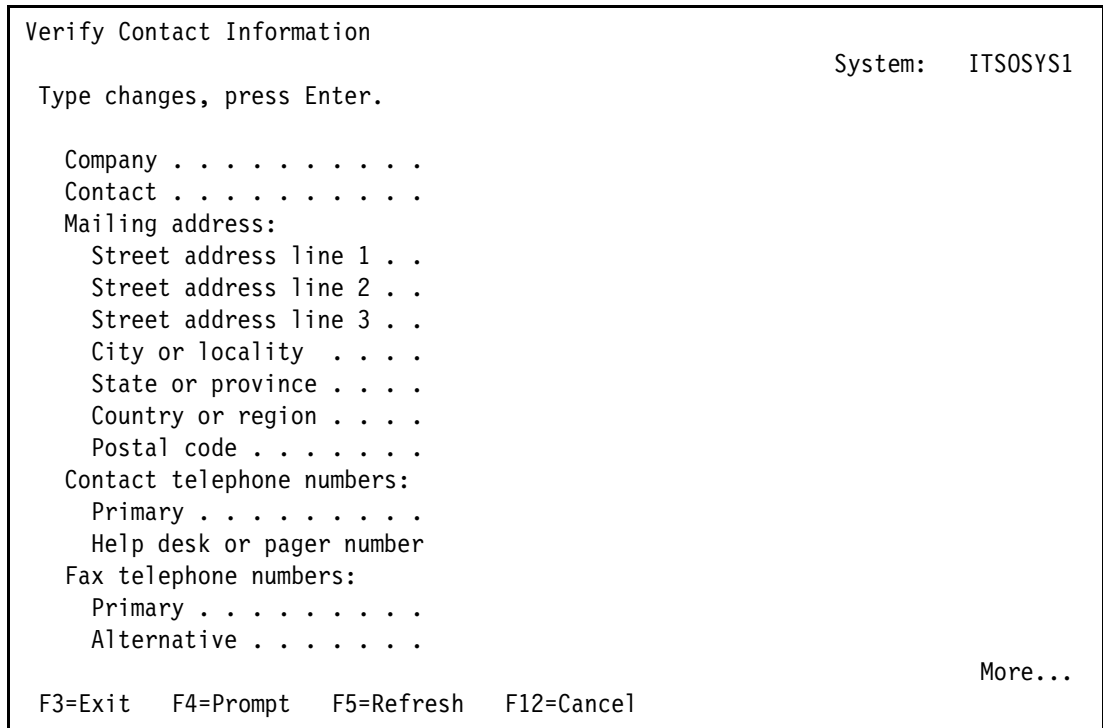 Verify Contact Information
System: ITSOSYS1
Type changes, press Enter.
Company . . . . . . . . . .
Contact . . . . . . . . . .
Mailing address:
Street address line 1 . .
Street address line 2 . .
Street address line 3 . .
City or locality . . . .
State or province . . . .
Country or region . . . .
Postal code . . . . . . .
Contact telephone numbers:
Primary . . . . . . . . .
Help desk or pager number
Fax telephone numbers:
Primary . . . . . . . . .
Alternative . . . . . . .
More...
F3=Exit F4=Prompt F5=Refresh F12=Cancel